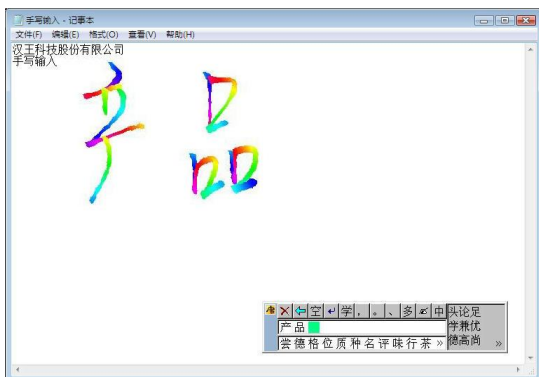 手写输入 - 记事本
文件(F) 编辑(E) 格式(O) 查看(V) 帮助(H)
汉王科技股份有限公司
手写输入
产品
空 学 , 。 、 多 中
产品
尝德格位质种名评味行茶 »
头论足
学兼优
德高尚 »